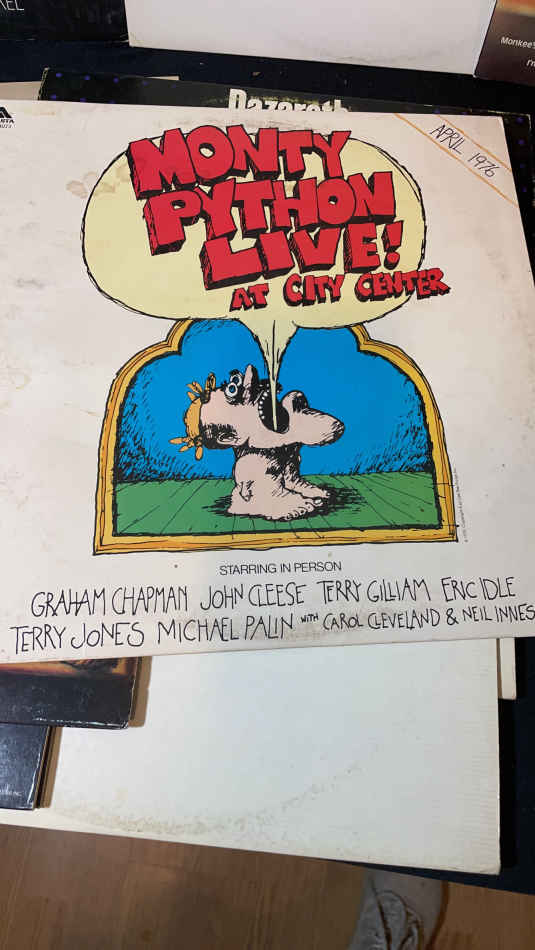 Nazareth
Monkee's
APRIL 1976
MONTY
PYTHON
LIVE!
AT CITY CENTER
STARRING IN PERSON
GRAHAM CHAPMAN JOHN CLEESE TERRY GILLIAM ERIC IDLE
TERRY JONES MICHAEL PALIN WITH CAROL CLEVELAND & NEIL INNES